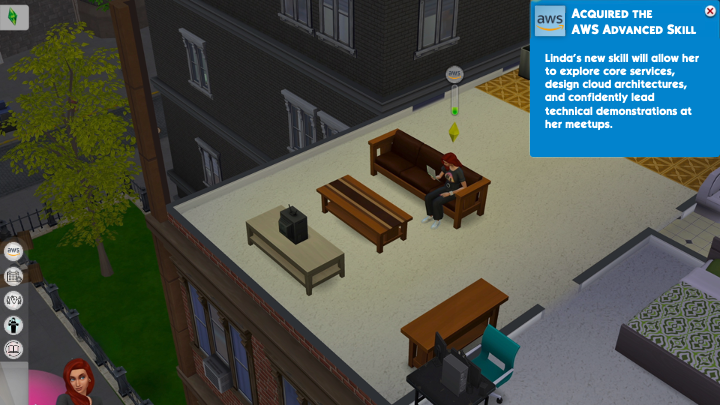 aws
ACQUIRED THE
AWS ADVANCED SKILL
Linda's new skill will allow her
to explore core services,
design cloud architectures,
and confidently lead
technical demonstrations at
her meetups.
aws
aws